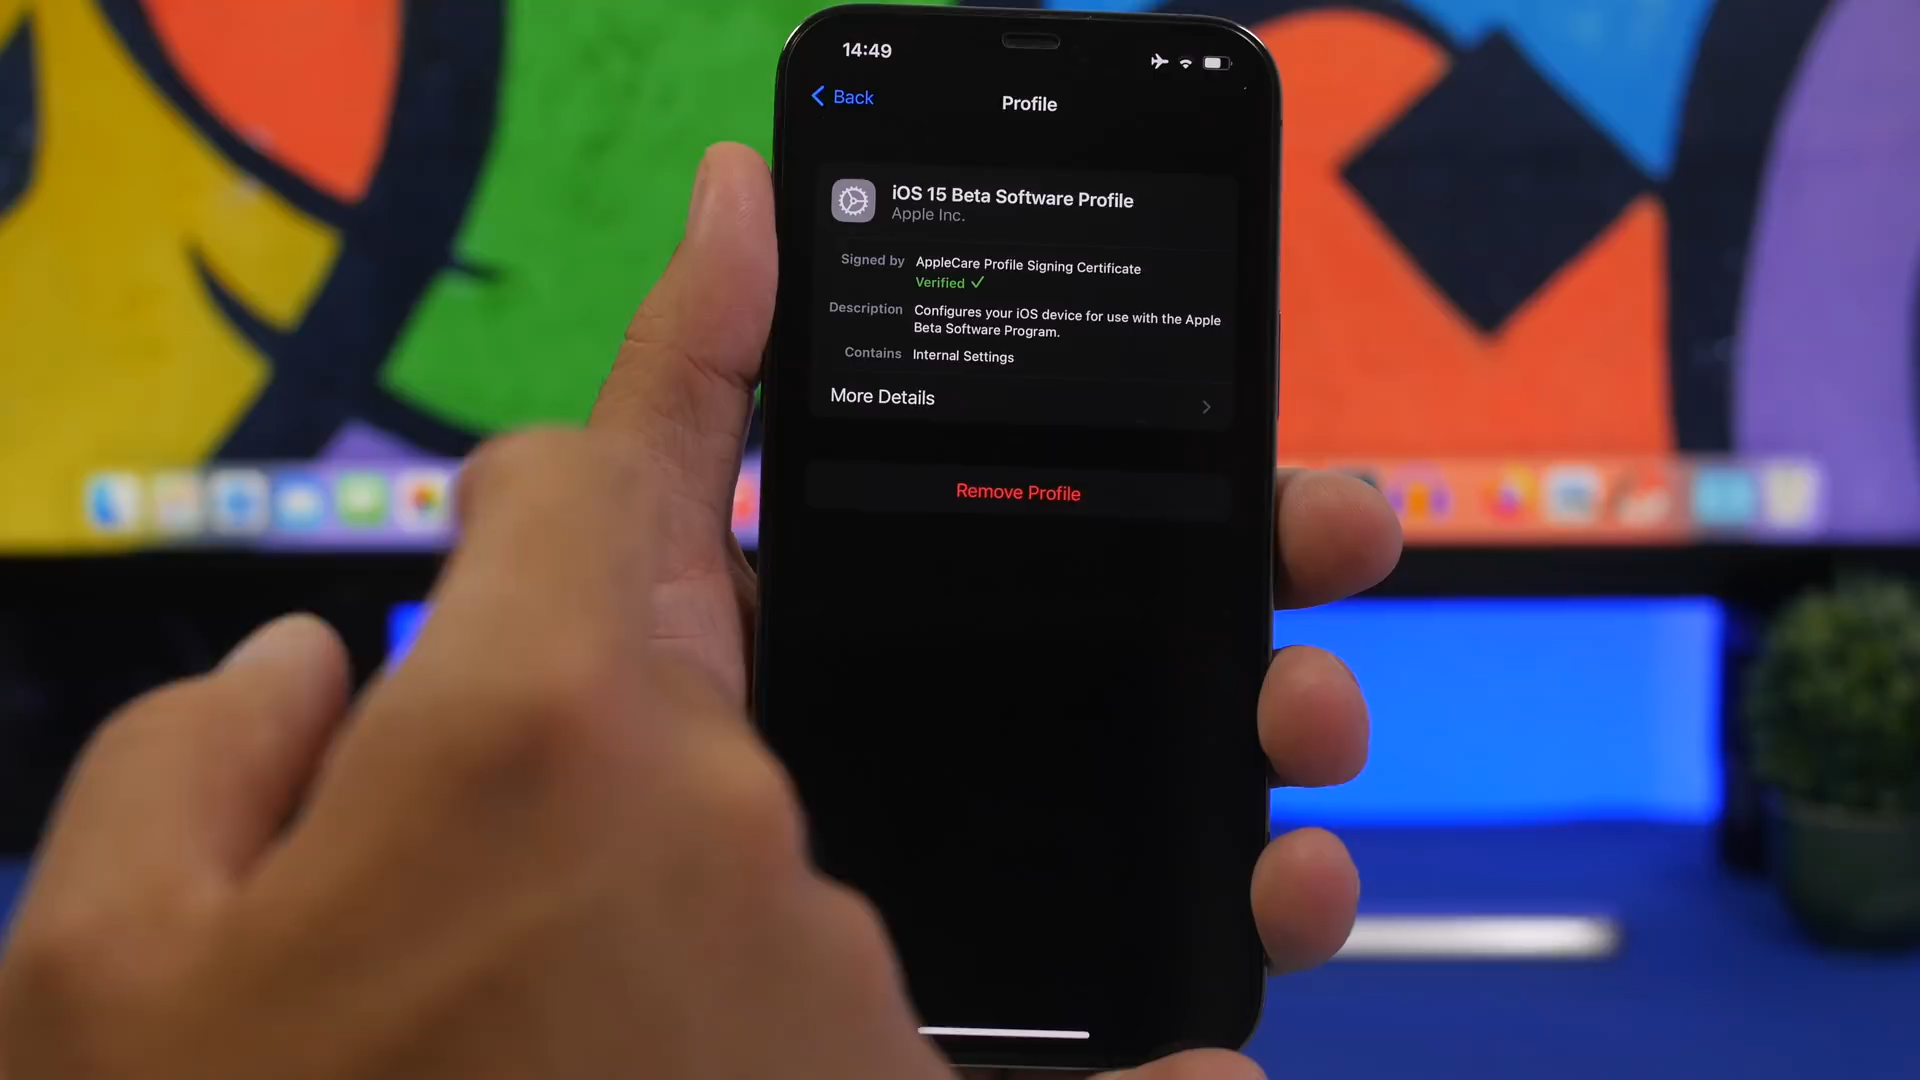 14:49
Back
Profile
iOS 15 Beta Software Profile
Apple Inc.
Signed by AppleCare Profile Signing Certificate
Verified ✓
Description Configures your iOS device for use with the Apple
Beta Software Program.
Contains Internal Settings
More Details
Remove Profile